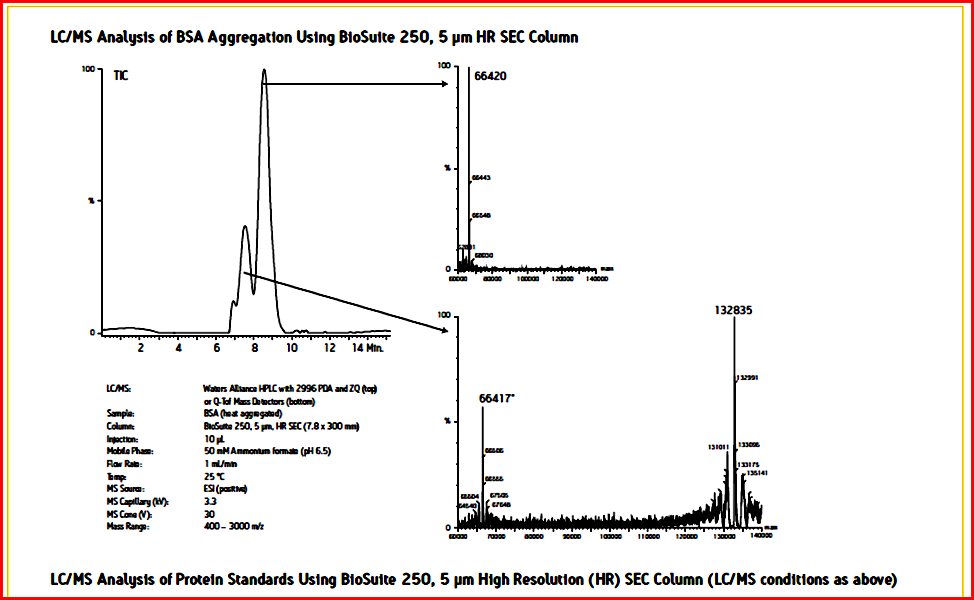 LC/MS Analysis of BSA Aggregation Using BioSuite 250, 5 µm HR SEC Column
100
TIC
%
0
2 4 6 8 10 12 14 Min.
100
66420
%
66443
66548
0
60000 80000 100000 120000 140000
100
132835
132991
66417*
%
131011
133095
133175
135141
66606
67505
67648
64540
0
60000 70000 80000 90000 100000 110000 120000 130000 140000
LC/MS: Waters Alliance HPLC with 2996 PDA and ZQ (top)
or Q-Tof Mass Detectors (bottom)
Sample: BSA (heat aggregated)
Column: BioSuite 250, 5 µm, HR SEC (7.8 x 300 mm)
Injection: 10 µL
Mobile Phase: 50 mM Ammonium formate (pH 6.5)
Flow Rate: 1 mL/min
Temp: 25 °C
MS Source: ESI (positive)
MS Capillary (kV): 3.3
MS Cone (V): 30
Mass Range: 400 – 3000 m/z
LC/MS Analysis of Protein Standards Using BioSuite 250, 5 µm High Resolution (HR) SEC Column (LC/MS conditions as above)